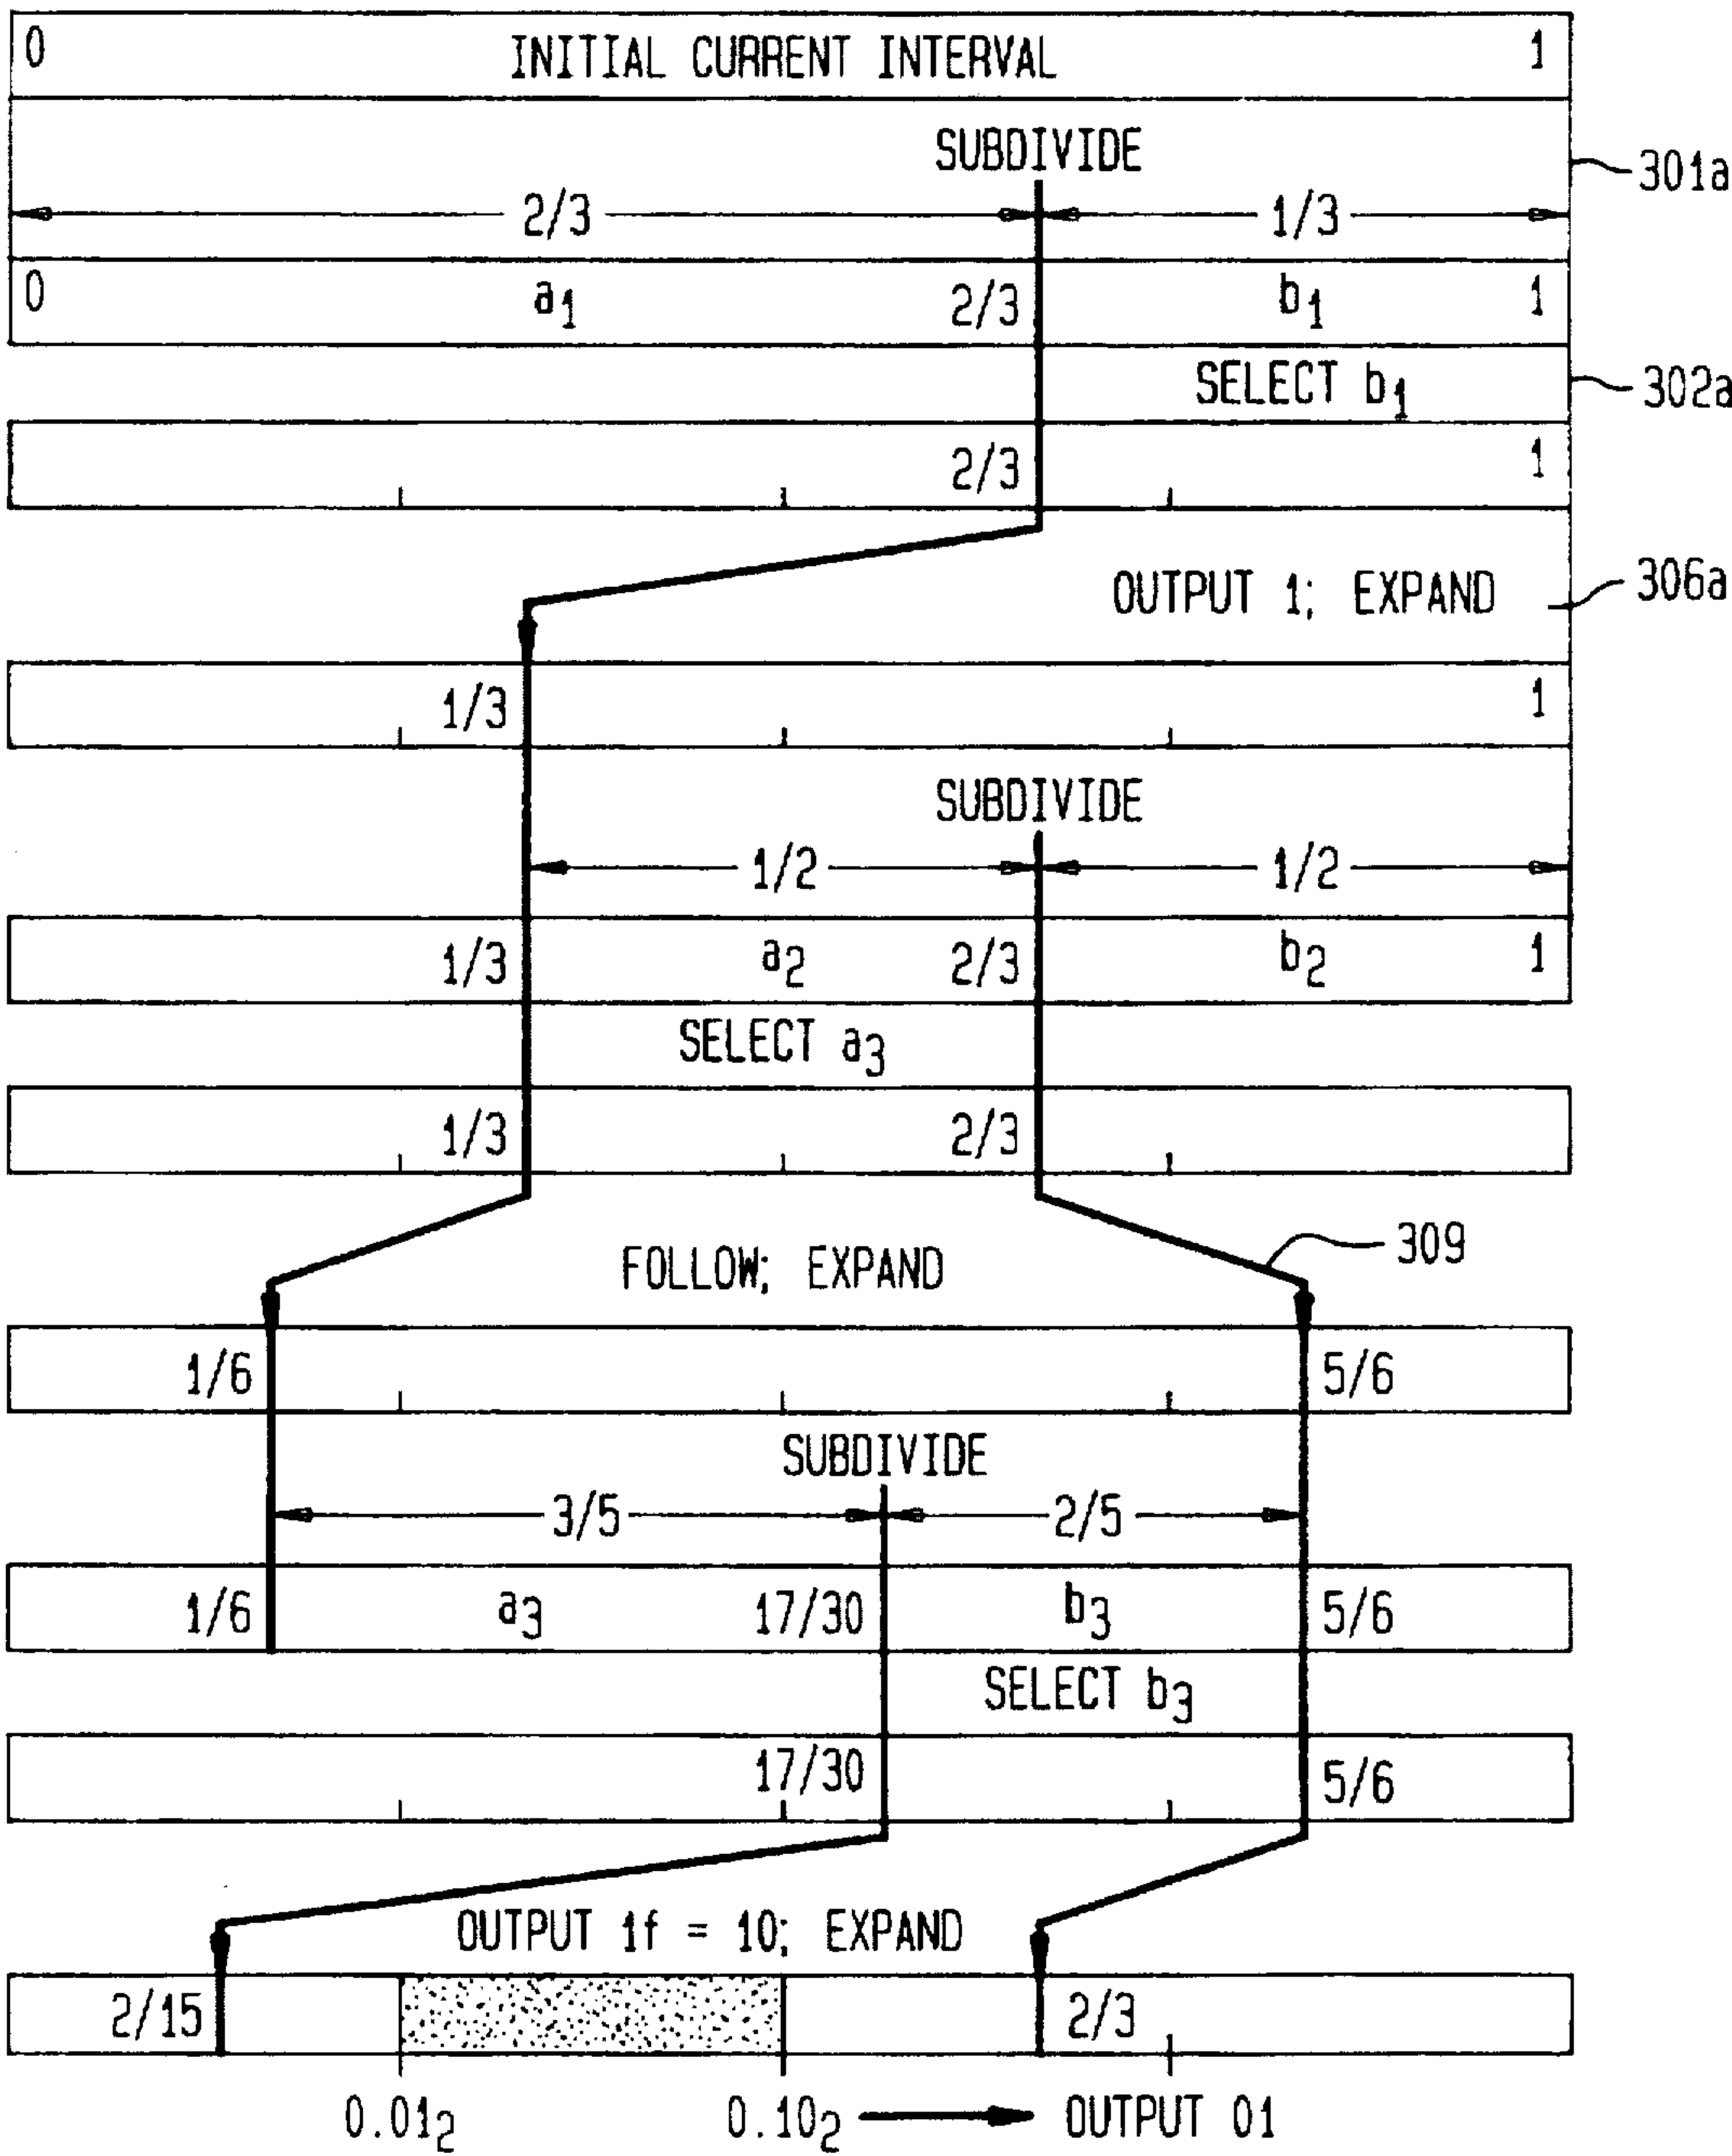 0 INITIAL CURRENT INTERVAL 1
SUBDIVIDE
301a
2/3 1/3
0 a1 2/3 b1 1
SELECT b1 302a
2/3 1
OUTPUT 1; EXPAND 306a
1/3 1
SUBDIVIDE
1/2 1/2
1/3 a2 2/3 b2 1
SELECT a3
1/3 2/3
FOLLOW; EXPAND 309
1/6 5/6
SUBDIVIDE
3/5 2/5
1/6 a3 17/30 b3 5/6
SELECT b3
17/30 5/6
OUTPUT 1f = 10; EXPAND
2/15 2/3
0.01₂ 0.10₂ OUTPUT 01